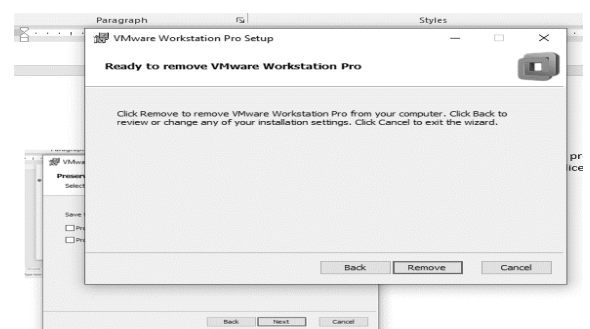 Paragraph
Styles
VMware Workstation Pro Setup
Ready to remove VMware Workstation Pro
Click Remove to remove VMware Workstation Pro from your computer. Click Back to
review or change any of your installation settings. Click Cancel to exit the wizard.
Back Remove Cancel
pr
ice
VMwa
Preser
Select
Save
Pr
Pr
Back Next Cancel